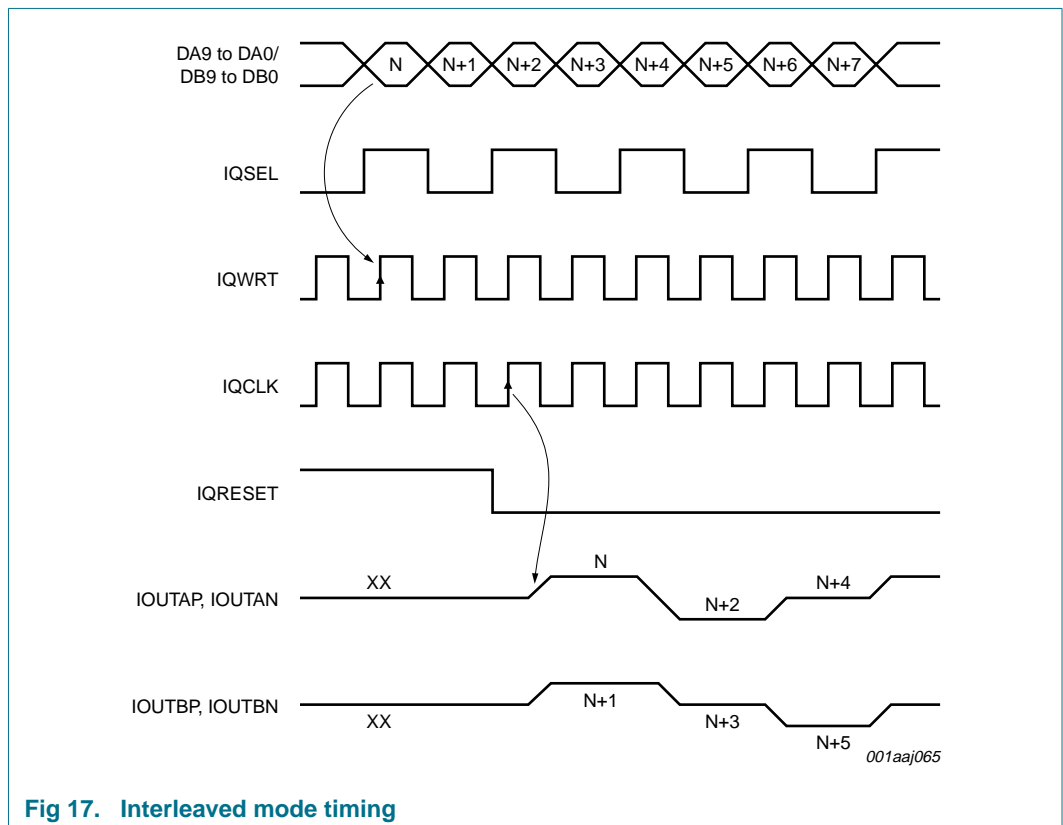 DA9 to DA0/
DB9 to DB0
N N+1 N+2 N+3 N+4 N+5 N+6 N+7
IQSEL
IQWRT
IQCLK
IQRESET
IOUTAP, IOUTAN
XX N N+2 N+4
IOUTBP, IOUTBN
XX N+1 N+3 N+5
001aaj065
Fig 17. Interleaved mode timing